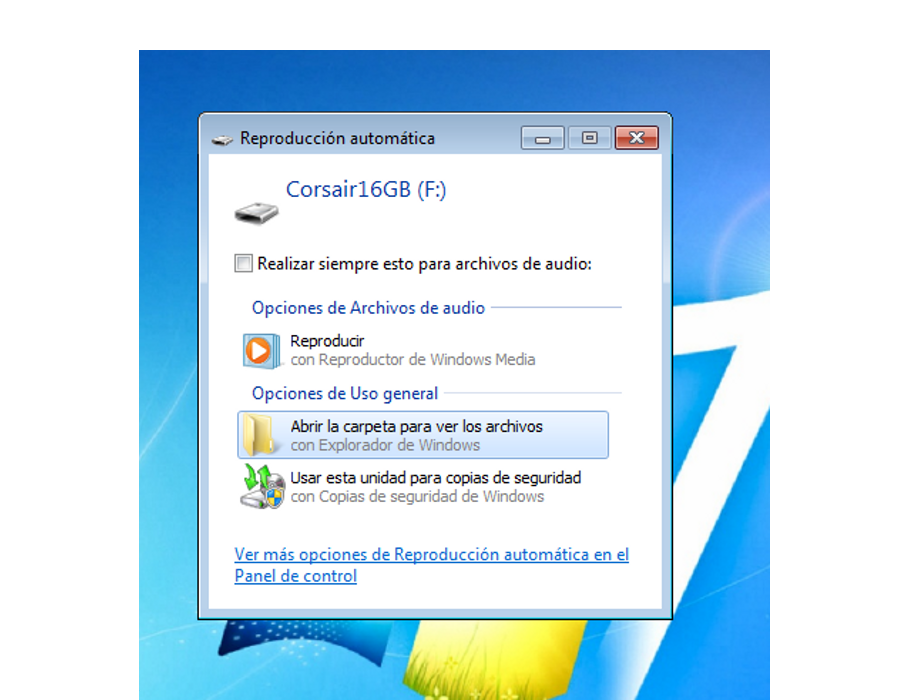 Reproducción automática
Corsair16GB (F:)
Realizar siempre esto para archivos de audio:
Opciones de Archivos de audio
Reproducir
con Reproductor de Windows Media
Opciones de Uso general
Abrir la carpeta para ver los archivos
con Explorador de Windows
Usar esta unidad para copias de seguridad
con Copias de seguridad de Windows
Ver más opciones de Reproducción automática en el
Panel de control